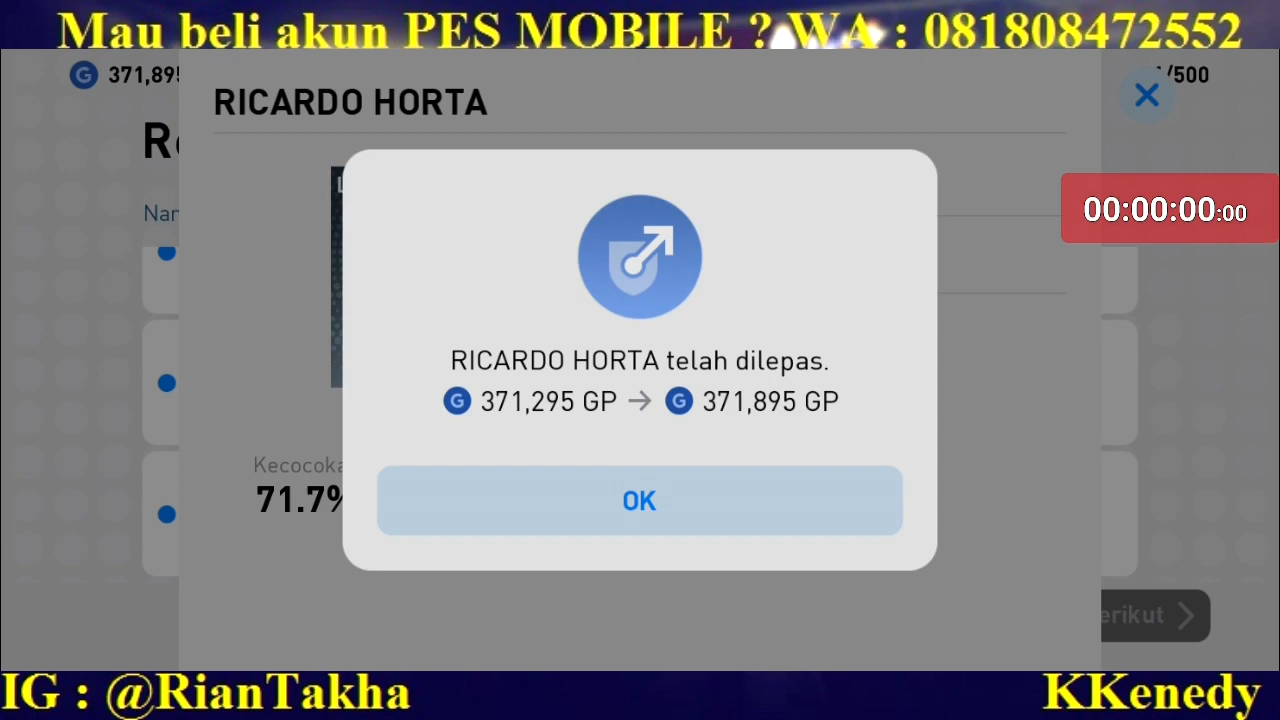 Mau beli akun PES MOBILE ? WA : 081808472552
G 371,895
/500
RICARDO HORTA
00:00:00:00
RICARDO HORTA telah dilepas.
G 371,295 GP → G 371,895 GP
71.7%
OK
IG : @RianTakha
KKenedy